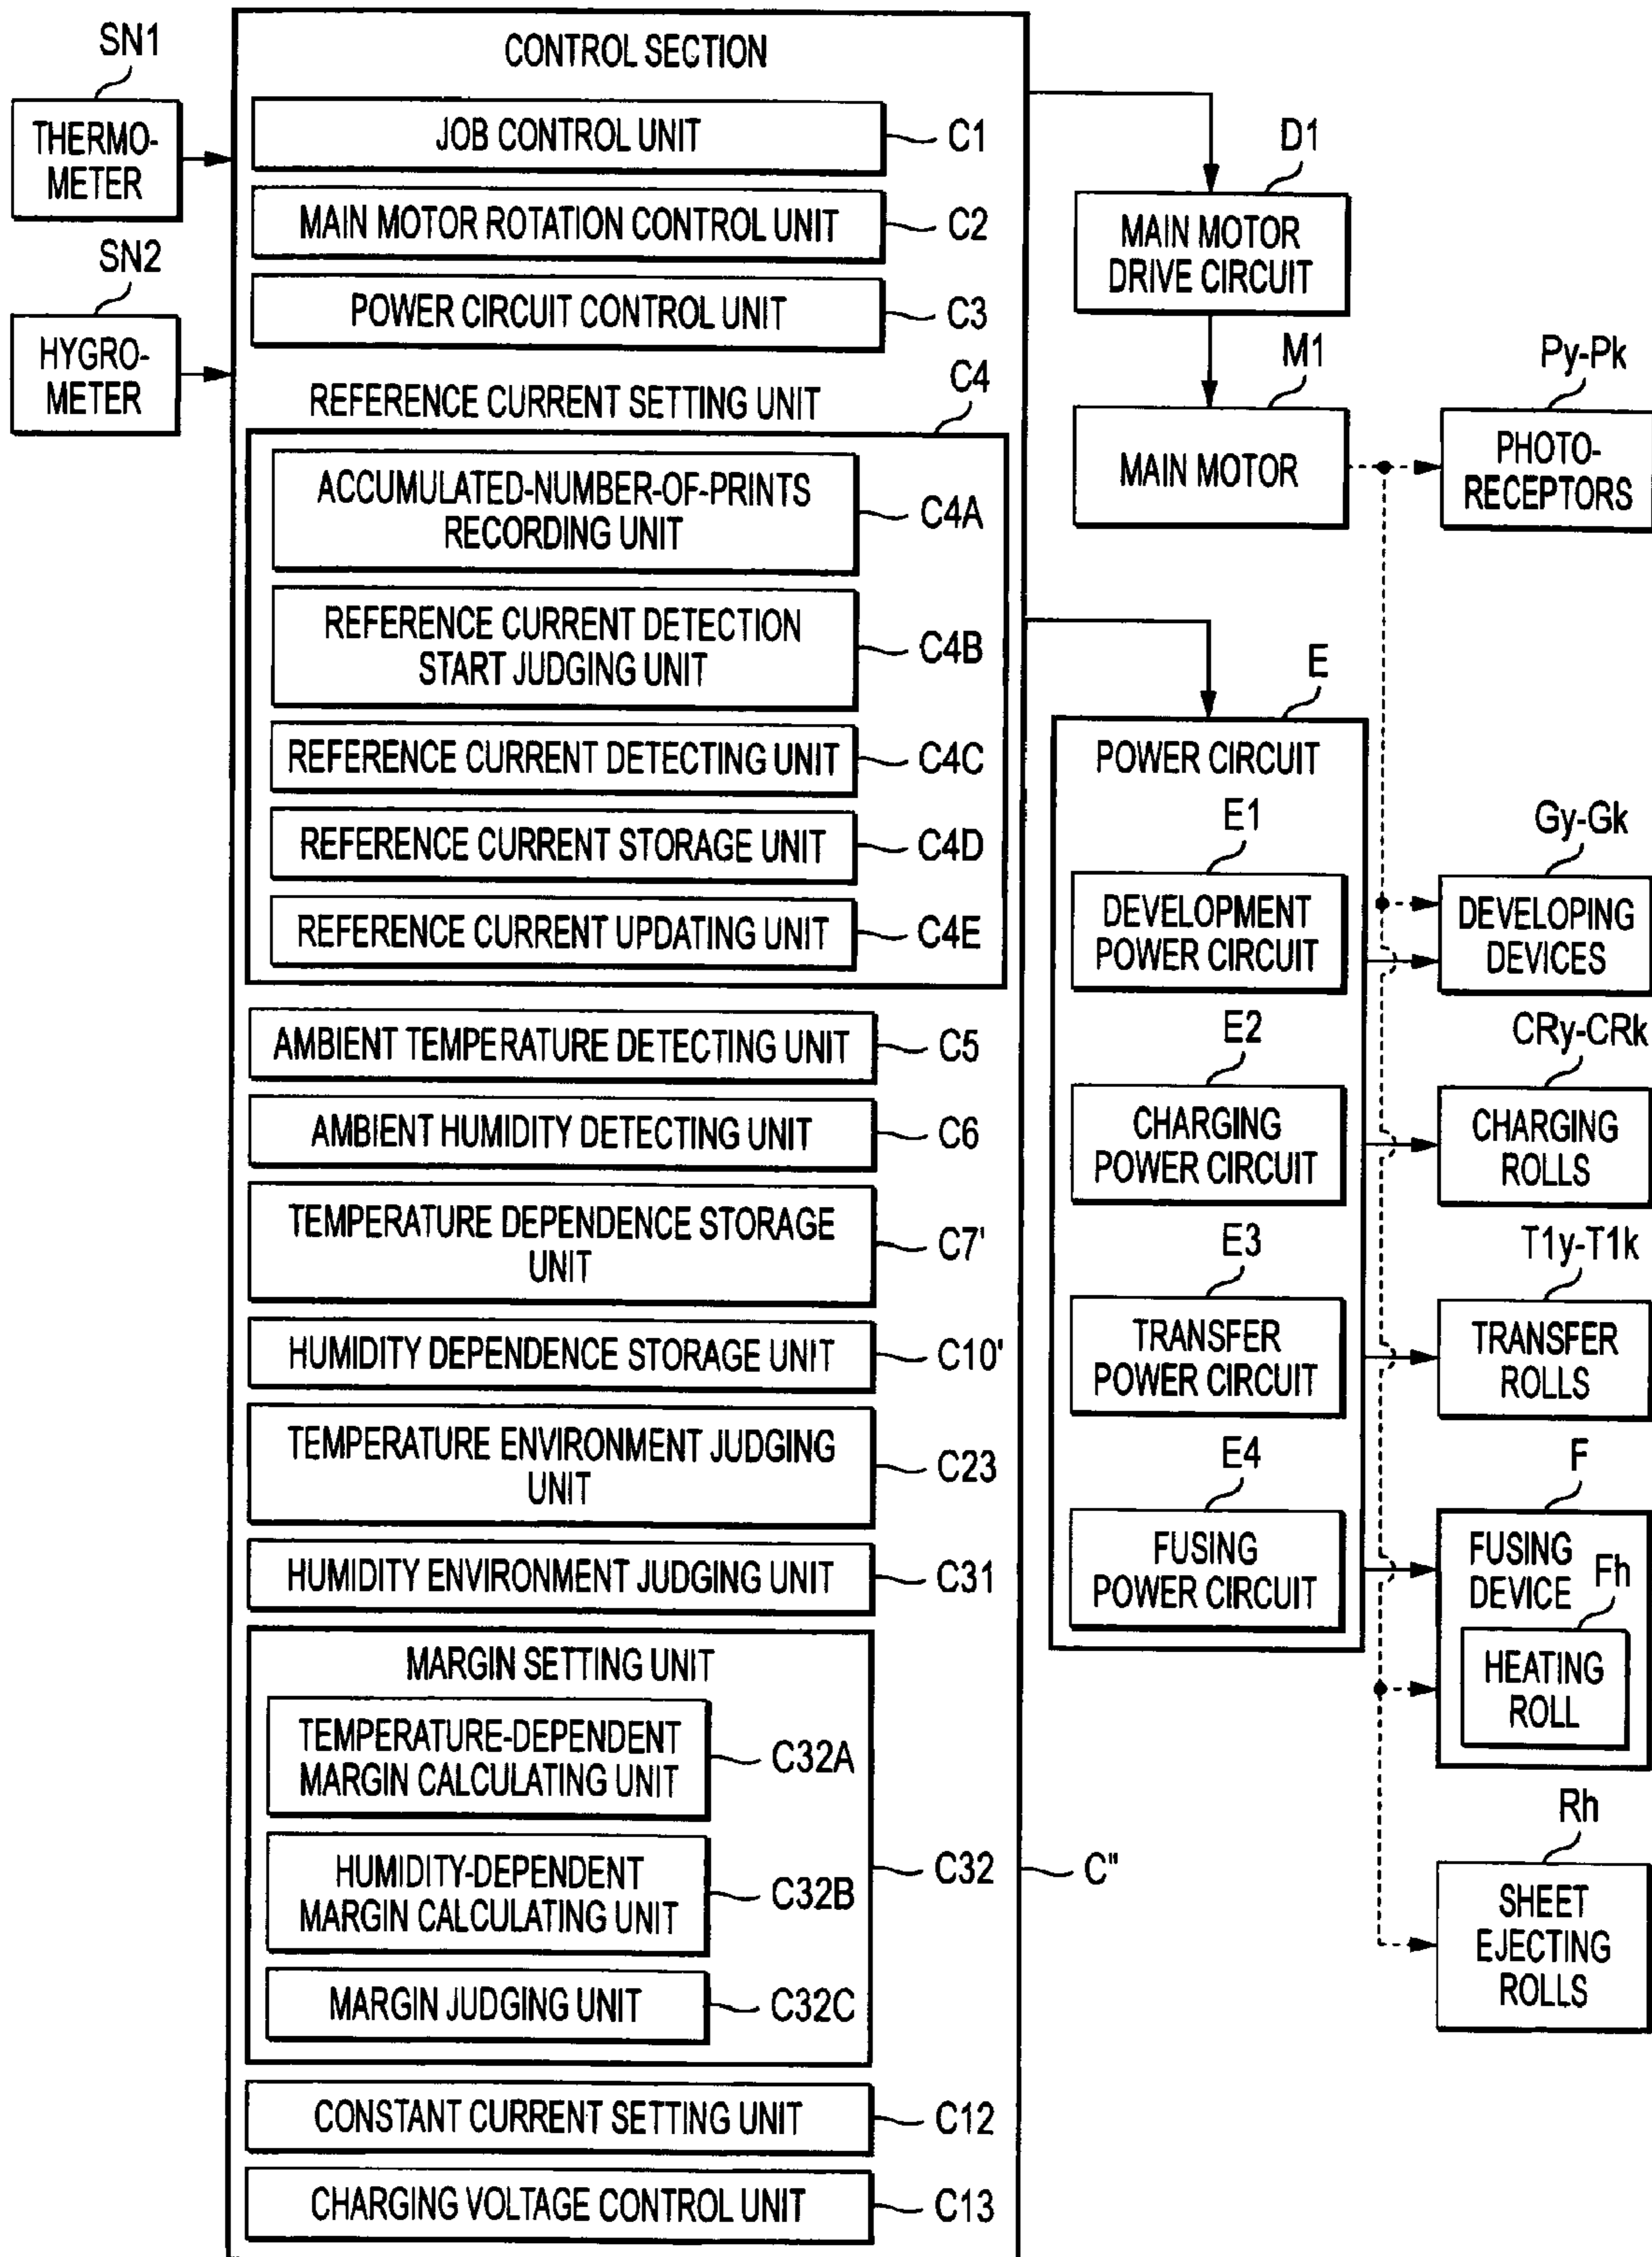 SN1
THERMO-
METER
SN2
HYGRO-
METER
CONTROL SECTION
JOB CONTROL UNIT
C1
MAIN MOTOR ROTATION CONTROL UNIT
C2
POWER CIRCUIT CONTROL UNIT
C3
REFERENCE CURRENT SETTING UNIT
C4
ACCUMULATED-NUMBER-OF-PRINTS
RECORDING UNIT
C4A
REFERENCE CURRENT DETECTION
START JUDGING UNIT
C4B
REFERENCE CURRENT DETECTING UNIT
C4C
REFERENCE CURRENT STORAGE UNIT
C4D
REFERENCE CURRENT UPDATING UNIT
C4E
AMBIENT TEMPERATURE DETECTING UNIT
C5
AMBIENT HUMIDITY DETECTING UNIT
C6
TEMPERATURE DEPENDENCE STORAGE
UNIT
C7'
HUMIDITY DEPENDENCE STORAGE UNIT
C10'
TEMPERATURE ENVIRONMENT JUDGING
UNIT
C23
HUMIDITY ENVIRONMENT JUDGING UNIT
C31
MARGIN SETTING UNIT
TEMPERATURE-DEPENDENT
MARGIN CALCULATING UNIT
C32A
HUMIDITY-DEPENDENT
MARGIN CALCULATING UNIT
C32B
MARGIN JUDGING UNIT
C32C
C32
C"
CONSTANT CURRENT SETTING UNIT
C12
CHARGING VOLTAGE CONTROL UNIT
C13
D1
MAIN MOTOR
DRIVE CIRCUIT
M1
MAIN MOTOR
Py-Pk
PHOTO-
RECEPTORS
E
POWER CIRCUIT
E1
DEVELOPMENT
POWER CIRCUIT
E2
CHARGING
POWER CIRCUIT
E3
TRANSFER
POWER CIRCUIT
E4
FUSING
POWER CIRCUIT
Gy-Gk
DEVELOPING
DEVICES
CRy-CRk
CHARGING
ROLLS
T1y-T1k
TRANSFER
ROLLS
F
FUSING
DEVICE
Fh
HEATING
ROLL
Rh
SHEET
EJECTING
ROLLS